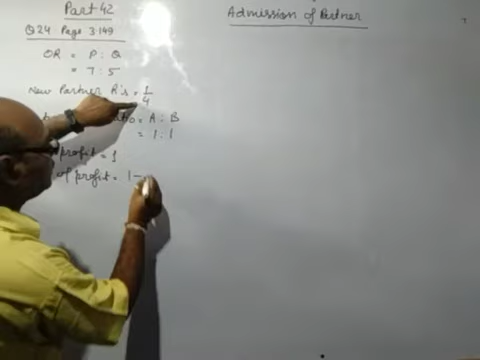 Part 42
Admission of Partner
Q24 Page 3.149
OR = P : Q
= 7 : 5
New Partner R's = 1/4
= A : B
= 1 : 1
profit = 1
of profit = 1 -